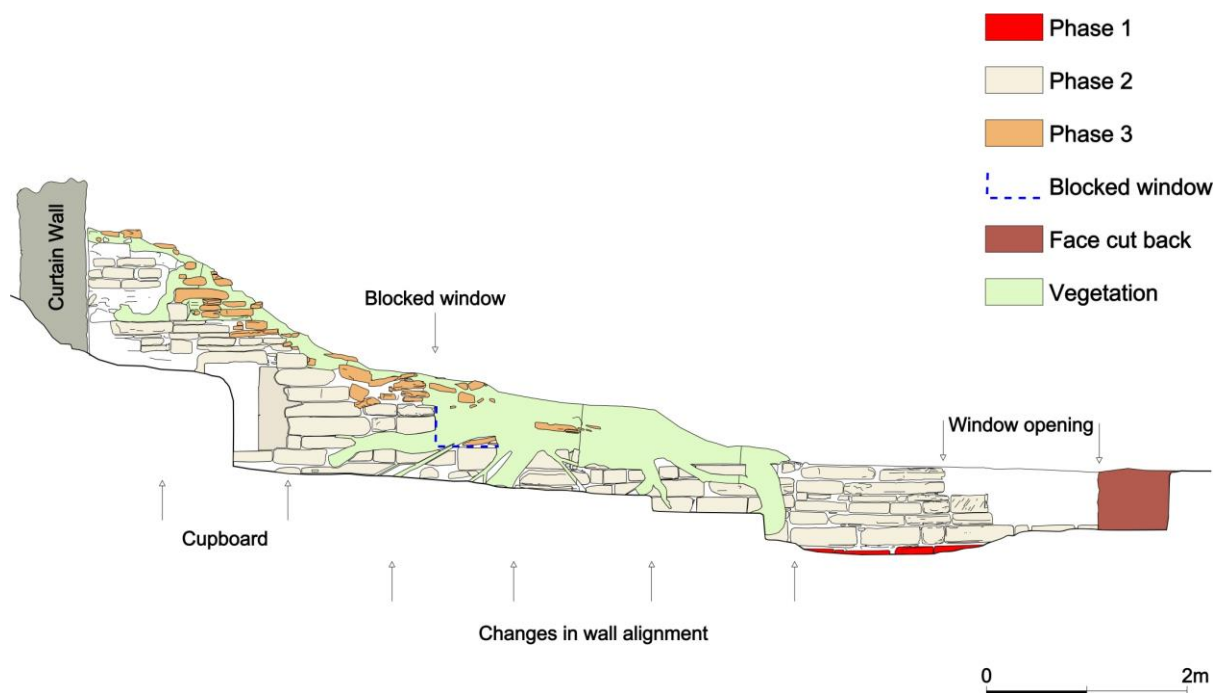 Phase 1
Phase 2
Phase 3
Blocked window
Face cut back
Vegetation
Curtain Wall
Blocked window
Window opening
Cupboard
Changes in wall alignment
0 2m